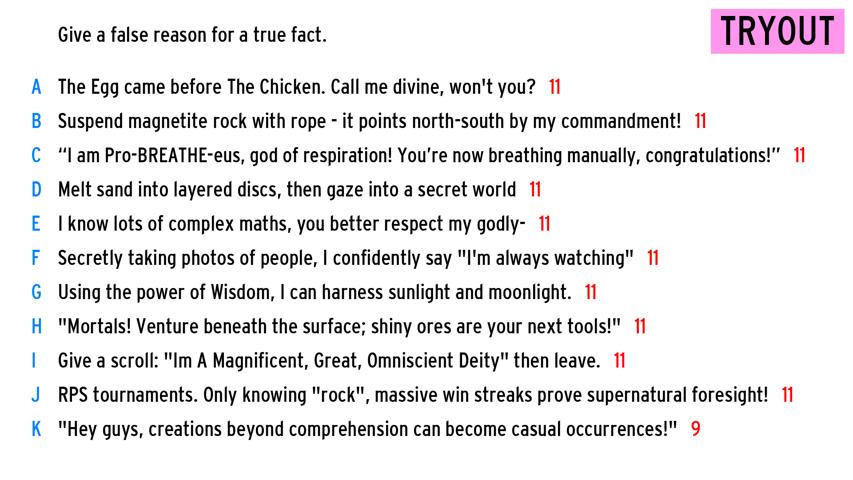 Give a false reason for a true fact.
TRYOUT
A The Egg came before The Chicken. Call me divine, won't you? 11
B Suspend magnetite rock with rope - it points north-south by my commandment! 11
C “I am Pro-BREATHE-eus, god of respiration! You’re now breathing manually, congratulations!” 11
D Melt sand into layered discs, then gaze into a secret world 11
E I know lots of complex maths, you better respect my godly- 11
F Secretly taking photos of people, I confidently say "I'm always watching" 11
G Using the power of Wisdom, I can harness sunlight and moonlight. 11
H "Mortals! Venture beneath the surface; shiny ores are your next tools!" 11
I Give a scroll: "Im A Magnificent, Great, Omniscient Deity" then leave. 11
J RPS tournaments. Only knowing "rock", massive win streaks prove supernatural foresight! 11
K "Hey guys, creations beyond comprehension can become casual occurrences!" 9